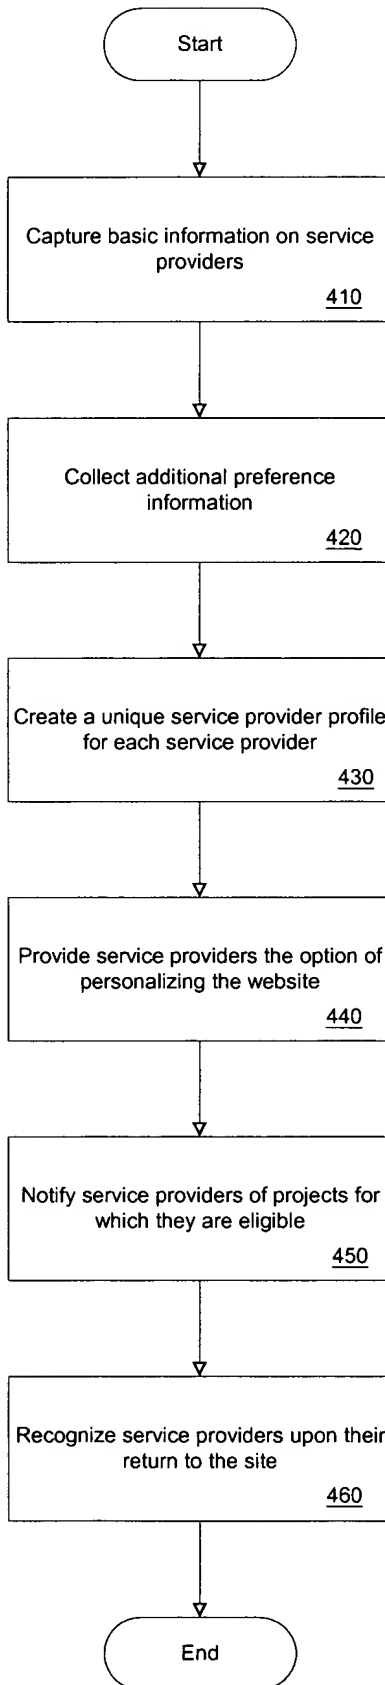 Start
Capture basic information on service
providers
410
Collect additional preference
information
420
Create a unique service provider profile
for each service provider
430
Provide service providers the option of
personalizing the website
440
Notify service providers of projects for
which they are eligible
450
Recognize service providers upon their
return to the site
460
End